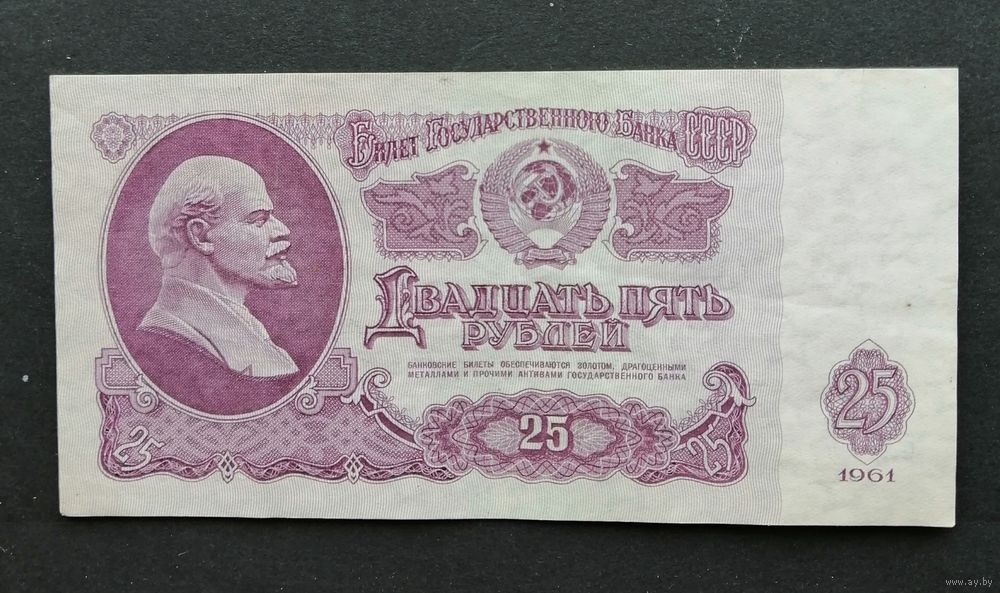 Билет Государственного Банка СССР
Двадцать пять
рублей
БАНКОВСКИЕ БИЛЕТЫ ОБЕСПЕЧИВАЮТСЯ ЗОЛОТОМ, ДРАГОЦЕННЫМИ
МЕТАЛЛАМИ И ПРОЧИМИ АКТИВАМИ ГОСУДАРСТВЕННОГО БАНКА
25
25
25
25
1961
www.ay.by